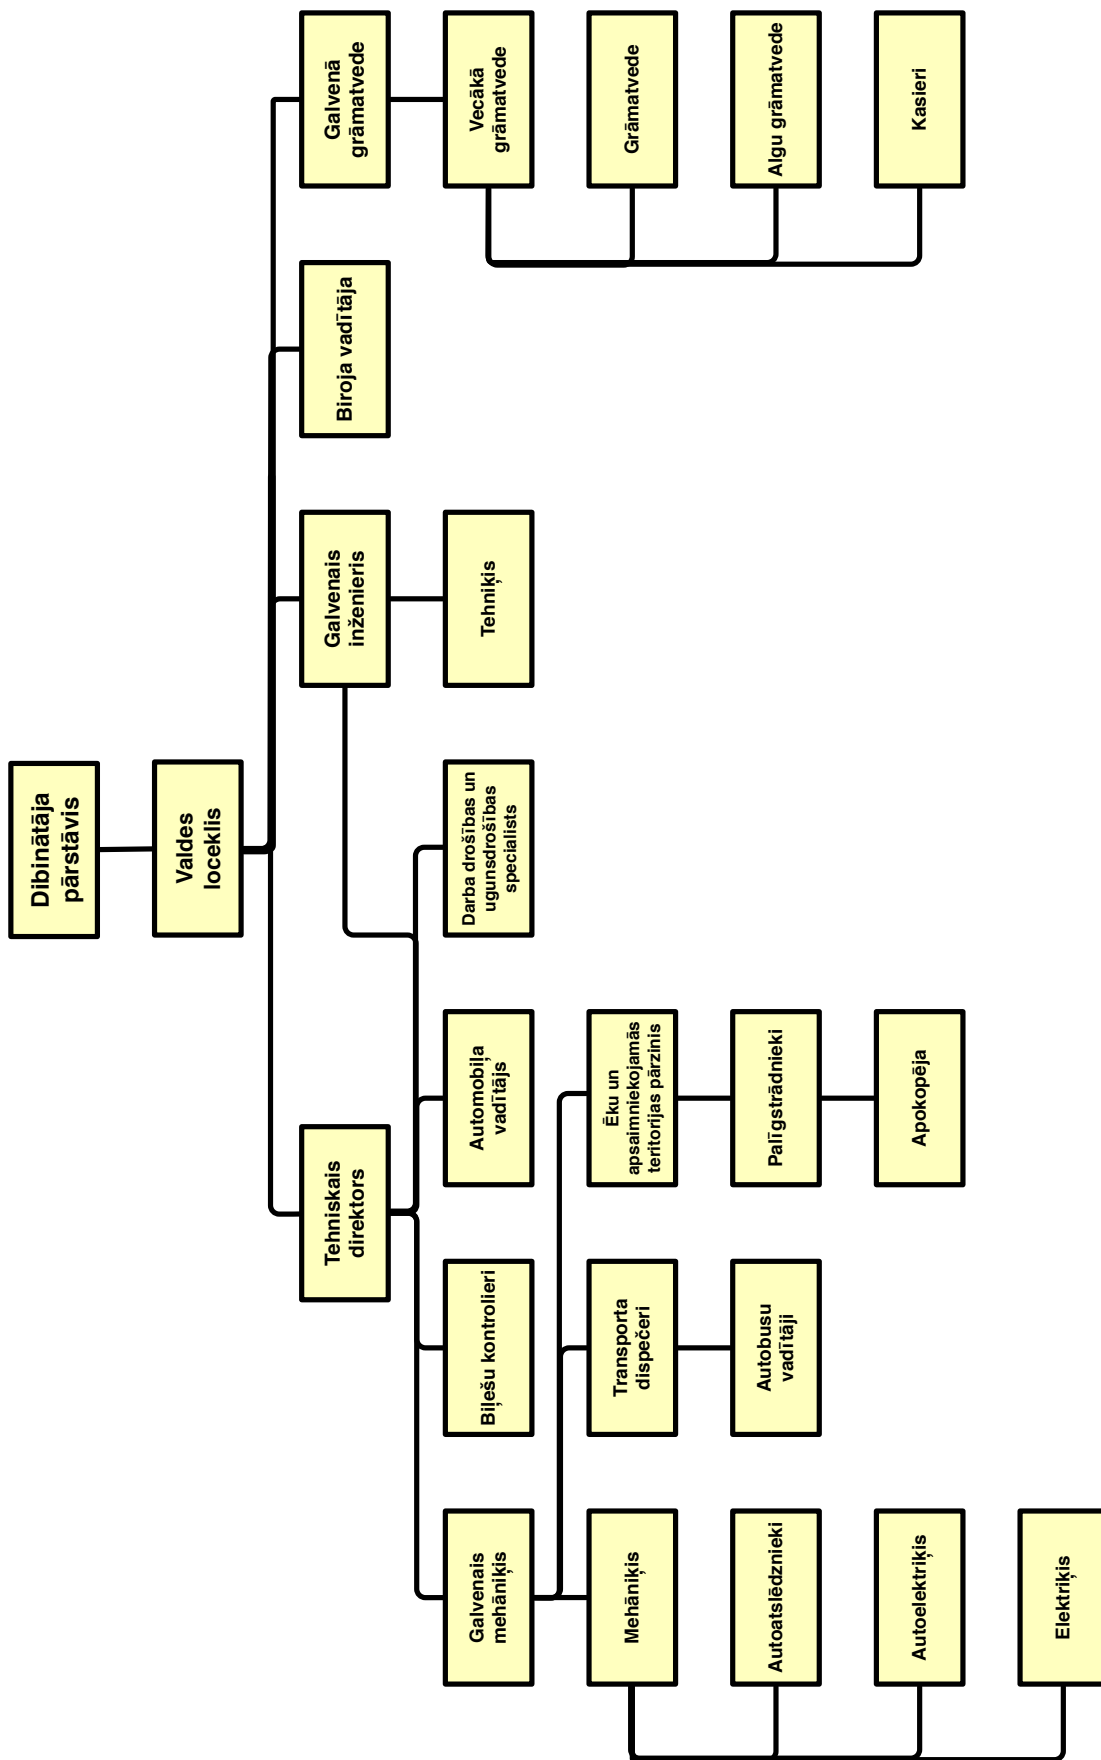 Dibinātāja
pārstāvis
Valdes
loceklis
Tehniskais
direktors
Galvenais
inženieris
Biroja vadītāja
Galvenā
grāmatvede
Galvenais
mehāniķis
Biļešu kontrolieri
Automobiļa
vadītājs
Darba drošības un
ugunsdrošības
specialists
Tehniķis
Vecākā
grāmatvede
Mehāniķis
Transporta
dispečeri
Ēku un
apsaimniekojamās
teritorijas pārzinis
Grāmatvede
Autoatslēdznieki
Autobusu
vadītāji
Palīgstrādnieki
Algu grāmatvede
Autoelektriķis
Apokopēja
Kasieri
Elektriķis